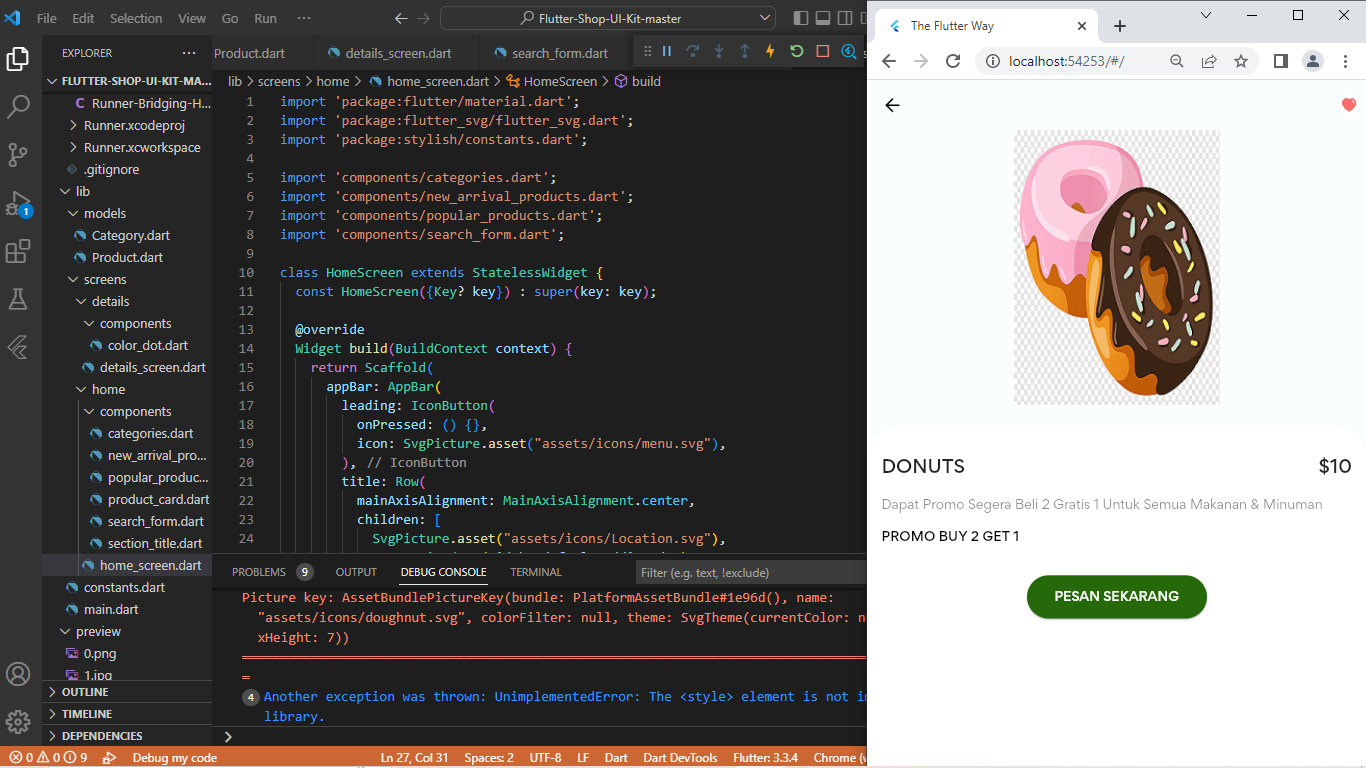 File Edit Selection View Go Run ···
Flutter-Shop-UI-Kit-master
EXPLORER ···
FLUTTER-SHOP-UI-KIT-MA...
C Runner-Bridging-H...
Runner.xcodeproj
Runner.xcworkspace
.gitignore
lib
models
Category.dart
Product.dart
screens
details
components
color_dot.dart
details_screen.dart
home
components
categories.dart
new_arrival_pro...
popular_produc...
product_card.dart
search_form.dart
section_title.dart
home_screen.dart
constants.dart
main.dart
preview
0.png
1.jpg
OUTLINE
TIMELINE
DEPENDENCIES
1
Product.dart details_screen.dart search_form.dart
lib > screens > home > home_screen.dart > HomeScreen > build
1 import 'package:flutter/material.dart';
2 import 'package:flutter_svg/flutter_svg.dart';
3 import 'package:stylish/constants.dart';
4
5 import 'components/categories.dart';
6 import 'components/new_arrival_products.dart';
7 import 'components/popular_products.dart';
8 import 'components/search_form.dart';
9
10 class HomeScreen extends StatelessWidget {
11 const HomeScreen({Key? key}) : super(key: key);
12
13 @override
14 Widget build(BuildContext context) {
15 return Scaffold(
16 appBar: AppBar(
17 leading: IconButton(
18 onPressed: () {},
19 icon: SvgPicture.asset("assets/icons/menu.svg"),
20 ), // IconButton
21 title: Row(
22 mainAxisAlignment: MainAxisAlignment.center,
23 children: [
24 SvgPicture.asset("assets/icons/Location.svg"),
PROBLEMS 9 OUTPUT DEBUG CONSOLE TERMINAL Filter (e.g. text, !exclude)
Picture key: AssetBundlePictureKey(bundle: PlatformAssetBundle#1e96d(), name:
"assets/icons/doughnut.svg", colorFilter: null, theme: SvgTheme(currentColor: n
xHeight: 7))
4 Another exception was thrown: UnimplementedError: The <style> element is not i
library.
0 0 9 Debug my code Ln 27, Col 31 Spaces: 2 UTF-8 LF Dart Dart DevTools Flutter: 3.3.4 Chrome (w
The Flutter Way
localhost:54253/#/
DONUTS $10
Dapat Promo Segera Beli 2 Gratis 1 Untuk Semua Makanan & Minuman
PROMO BUY 2 GET 1
PESAN SEKARANG